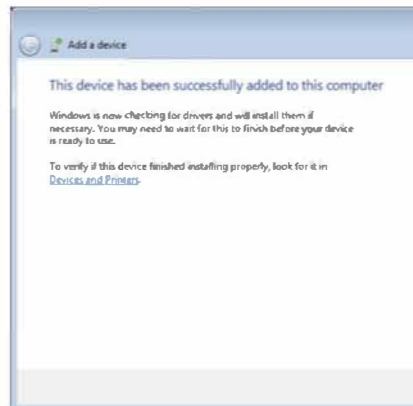 Add a device
This device has been successfully added to this computer
Windows is now checking for drivers and will install them if
necessary. You may need to wait for this to finish before your device
is ready to use.
To verify if this device finished installing properly, look for it in
Devices and Printers.